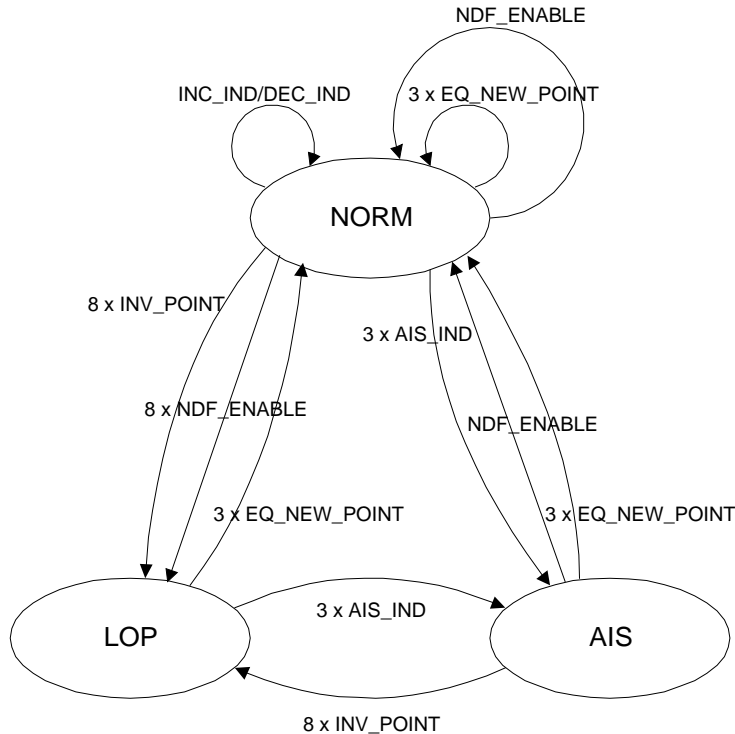 NDF_ENABLE
INC_IND/DEC_IND
3 x EQ_NEW_POINT
NORM
8 x INV_POINT
3 x AIS_IND
8 x NDF_ENABLE
NDF_ENABLE
3 x EQ_NEW_POINT
3 x EQ_NEW_POINT
LOP
3 x AIS_IND
AIS
8 x INV_POINT